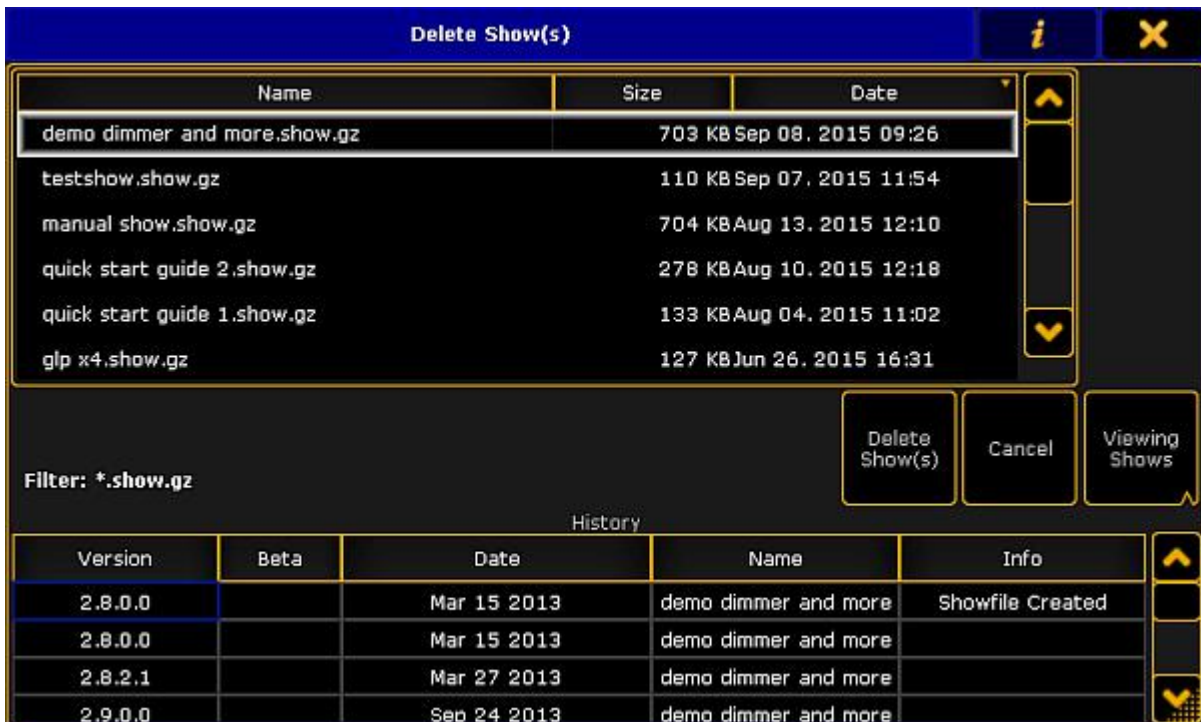 Delete Show(s)
i
Name Size Date
demo dimmer and more.show.gz 703 KB Sep 08. 2015 09:26
testshow.show.gz 110 KB Sep 07. 2015 11:54
manual show.show.gz 704 KB Aug 13. 2015 12:10
quick start guide 2.show.gz 278 KB Aug 10. 2015 12:18
quick start guide 1.show.gz 133 KB Aug 04. 2015 11:02
glp x4.show.gz 127 KB Jun 26. 2015 16:31
Delete
Show(s)
Cancel
Viewing
Shows
Filter: *.show.gz
History
Version Beta Date Name Info
2.8.0.0 Mar 15 2013 demo dimmer and more Showfile Created
2.8.0.0 Mar 15 2013 demo dimmer and more
2.8.2.1 Mar 27 2013 demo dimmer and more
2.9.0.0 Sep 24 2013 demo dimmer and more